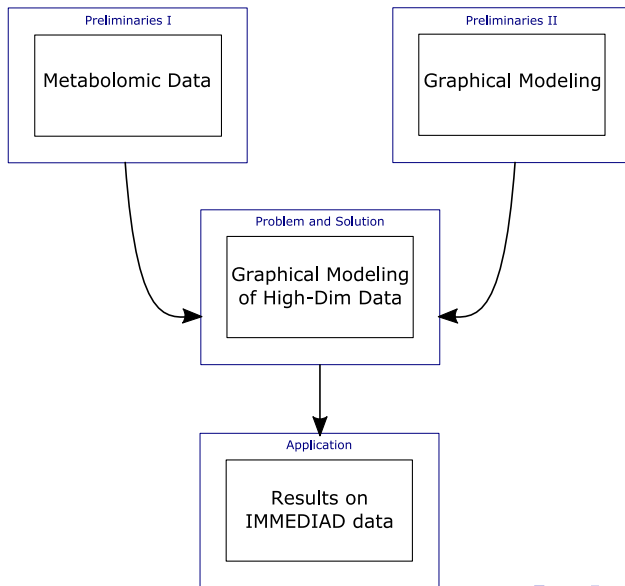 Preliminaries I
Metabolomic Data
Preliminaries II
Graphical Modeling
Problem and Solution
Graphical Modeling
of High-Dim Data
Application
Results on
IMMEDIAD data